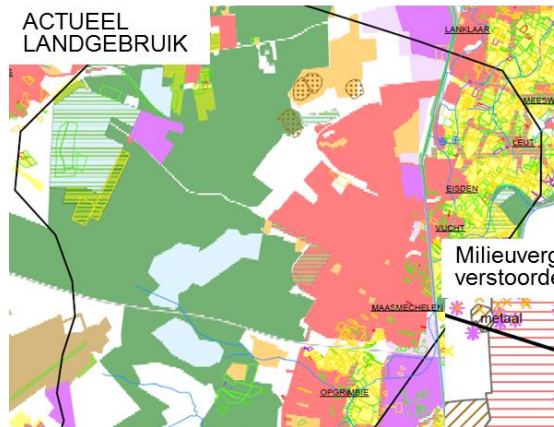 ACTUEEL
LANDGEBRUIK
LANKLAAR
MEESW
LEUT
EISDEN
VUCHT
Milieuverg
verstoorde
MAASMECHELEN
metaal
OPGRIMBIE